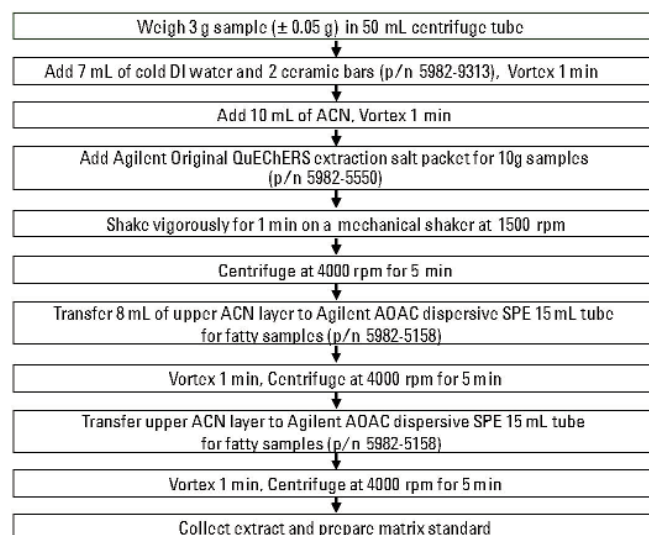 Weigh 3 g sample (± 0.05 g) in 50 mL centrifuge tube
Add 7 mL of cold DI water and 2 ceramic bars (p/n 5982-9313), Vortex 1 min
Add 10 mL of ACN, Vortex 1 min
Add Agilent Original QuEChERS extraction salt packet for 10g samples
(p/n 5982-5550)
Shake vigorously for 1 min on a mechanical shaker at 1500 rpm
Centrifuge at 4000 rpm for 5 min
Transfer 8 mL of upper ACN layer to Agilent AOAC dispersive SPE 15 mL tube
for fatty samples (p/n 5982-5158)
Vortex 1 min, Centrifuge at 4000 rpm for 5 min
Transfer upper ACN layer to Agilent AOAC dispersive SPE 15 mL tube
for fatty samples (p/n 5982-5158)
Vortex 1 min, Centrifuge at 4000 rpm for 5 min
Collect extract and prepare matrix standard